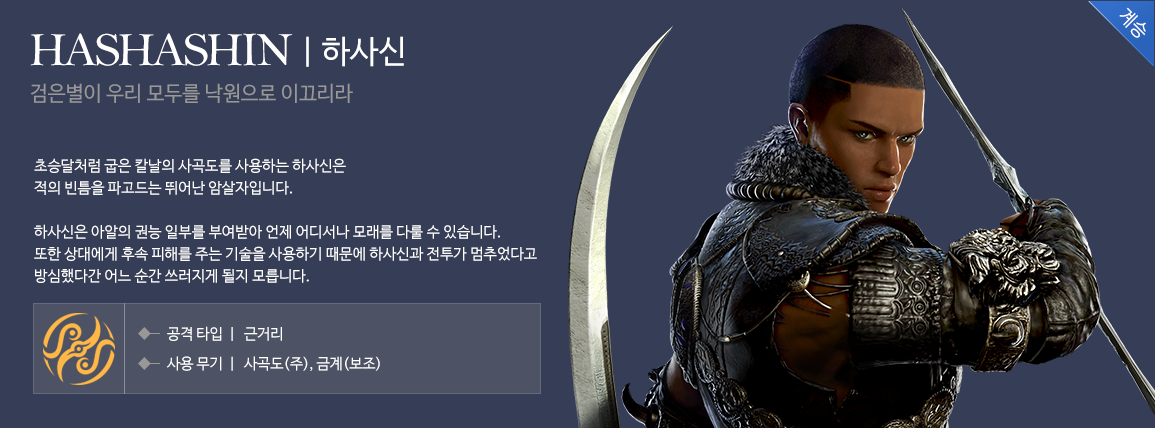 HASHASHIN | 하사신
계승
검은별이 우리 모두를 낙원으로 이끄리라
초승달처럼 굽은 칼날의 사곡도를 사용하는 하사신은
적의 빈틈을 파고드는 뛰어난 암살자입니다.
하사신은 아알의 권능 일부를 부여받아 언제 어디서나 모래를 다룰 수 있습니다.
또한 상대에게 후속 피해를 주는 기술을 사용하기 때문에 하사신과 전투가 멈추었다고
방심했다간 어느 순간 쓰러지게 될지 모릅니다.
공격 타입 | 근거리
사용 무기 | 사곡도(주), 금계(보조)